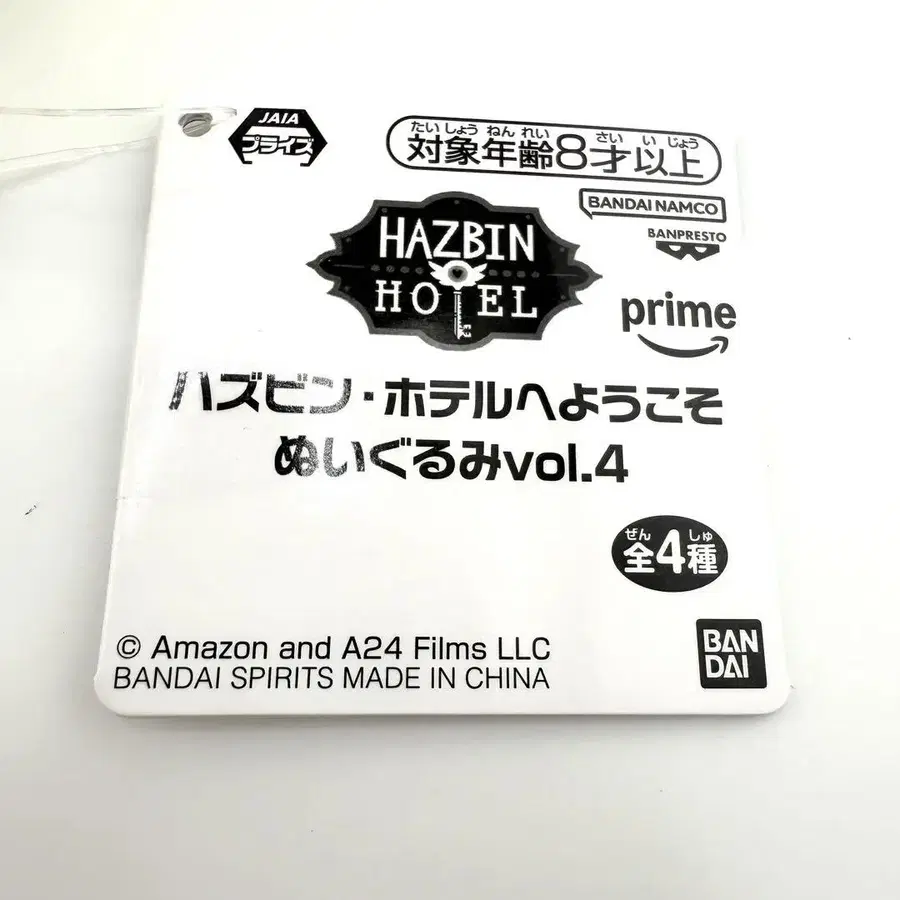 JAIA
プライズ
たいしょうねんれい さいいじょう
対象年齢8才以上
BANDAI NAMCO
BANPRESTO
HAZBIN
HOTEL
prime
ハズビン・ホテルへようこそ
ぬいぐるみvol.4
ぜん しゅ
全4種
© Amazon and A24 Films LLC
BANDAI SPIRITS MADE IN CHINA
BAN
DAI